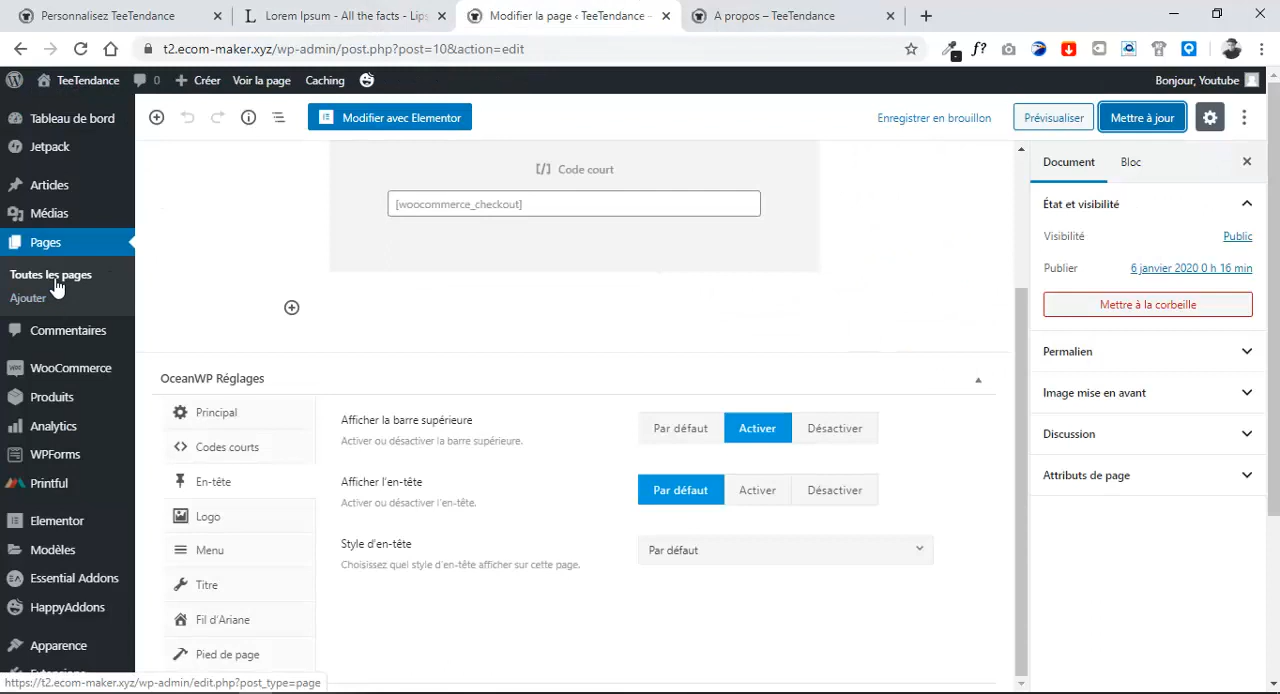 Personnalisez TeeTendance
Lorem Ipsum - All the facts - Lips
Modifier la page ‹ TeeTendance –
A propos – TeeTendance
t2.ecom-maker.xyz/wp-admin/post.php?post=10&action=edit
f?
TeeTendance
0
Créer
Voir la page
Caching
Bonjour, Youtube
Tableau de bord
Jetpack
Articles
Médias
Pages
Toutes les pages
Ajouter
Commentaires
WooCommerce
Produits
Analytics
WPForms
Printful
Elementor
Modèles
Essential Addons
HappyAddons
Apparence
Extensions
Modifier avec Elementor
Enregistrer en brouillon
Prévisualiser
Mettre à jour
[/] Code court
[woocommerce_checkout]
OceanWP Réglages
Principal
Codes courts
En-tête
Logo
Menu
Titre
Fil d'Ariane
Pied de page
Afficher la barre supérieure
Activer ou désactiver la barre supérieure.
Par défaut
Activer
Désactiver
Afficher l'en-tête
Activer ou désactiver l'en-tête.
Par défaut
Activer
Désactiver
Style d'en-tête
Choisissez quel style d'en-tête afficher sur cette page.
Par défaut
Document
Bloc
État et visibilité
Visibilité
Public
Publier
6 janvier 2020 0 h 16 min
Mettre à la corbeille
Permalien
Image mise en avant
Discussion
Attributs de page
https://t2.ecom-maker.xyz/wp-admin/edit.php?post_type=page